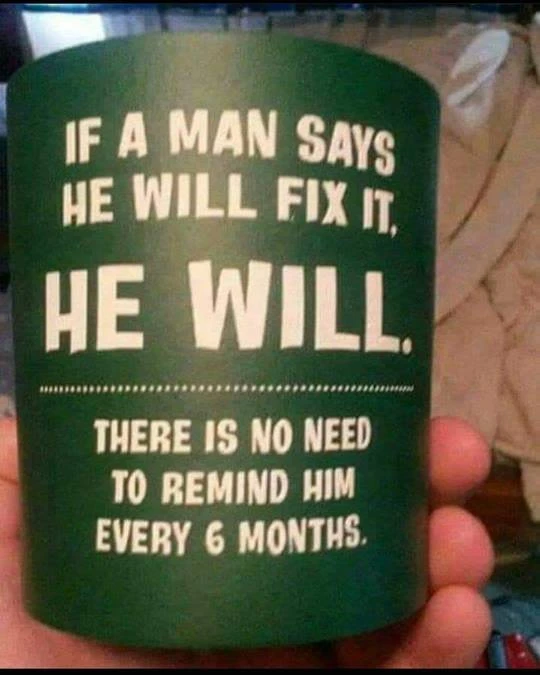 IF A MAN SAYS
HE WILL FIX IT,
HE WILL.
THERE IS NO NEED
TO REMIND HIM
EVERY 6 MONTHS.